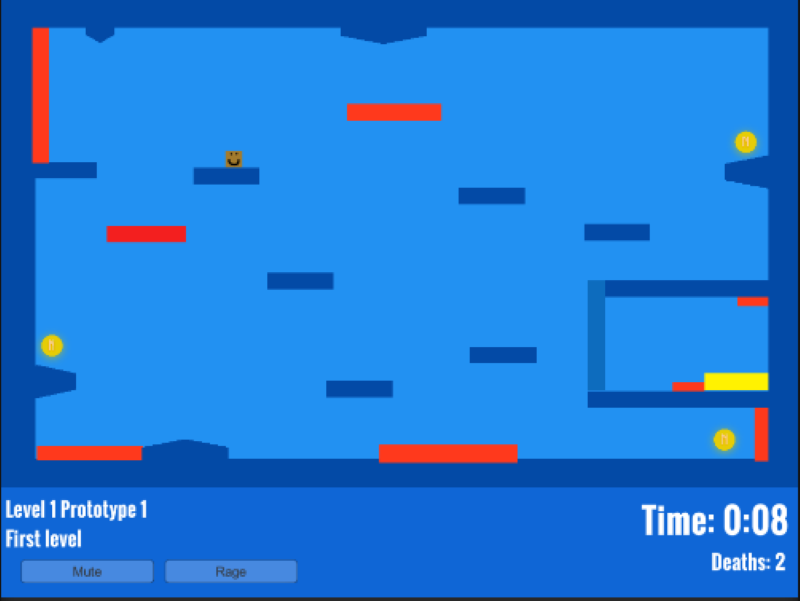 Level 1 Prototype 1
First level
Mute
Rage
Time: 0:08
Deaths: 2